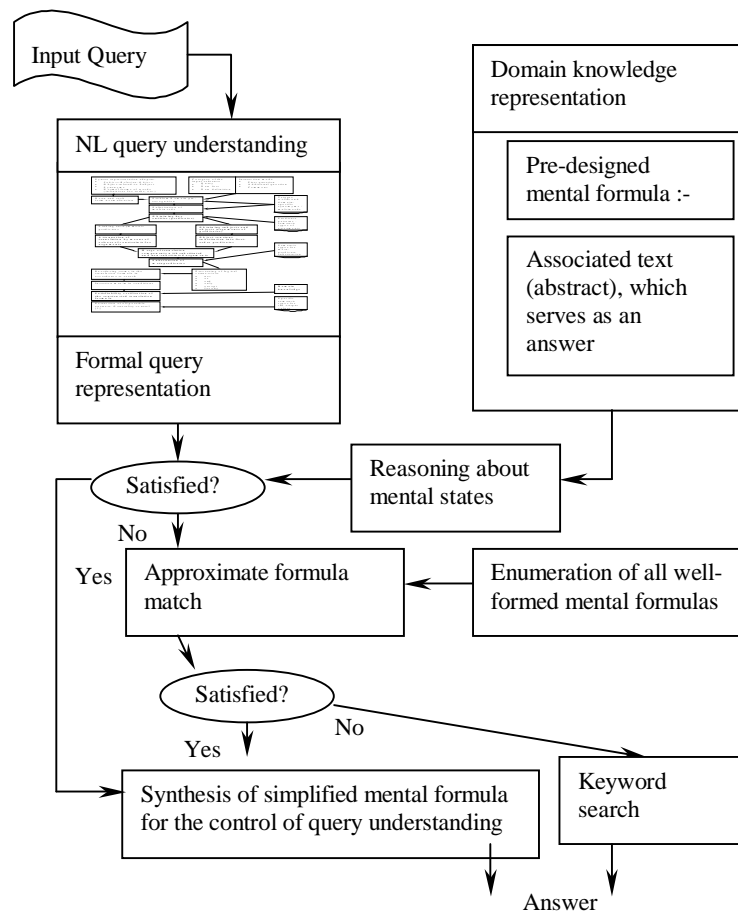 Input Query
NL query understanding
Formal query
representation
Domain knowledge
representation
Pre-designed
mental formula :-
Associated text
(abstract), which
serves as an
answer
Reasoning about
mental states
Satisfied?
No
Yes
Approximate formula
match
Enumeration of all well-
formed mental formulas
Satisfied?
No
Yes
Synthesis of simplified mental formula
for the control of query understanding
Keyword
search
Answer